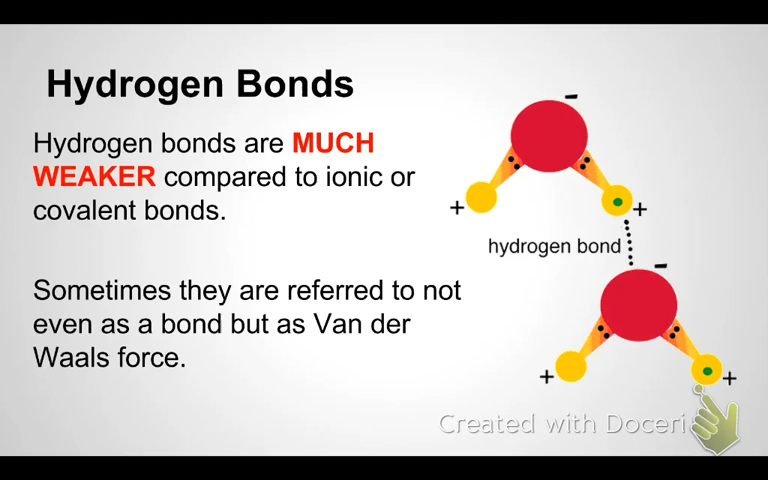 Hydrogen Bonds
Hydrogen bonds are MUCH
WEAKER compared to ionic or
covalent bonds.
Sometimes they are referred to not
even as a bond but as Van der
Waals force.
-
+
+
hydrogen bond
-
+
+
Created with Doceri